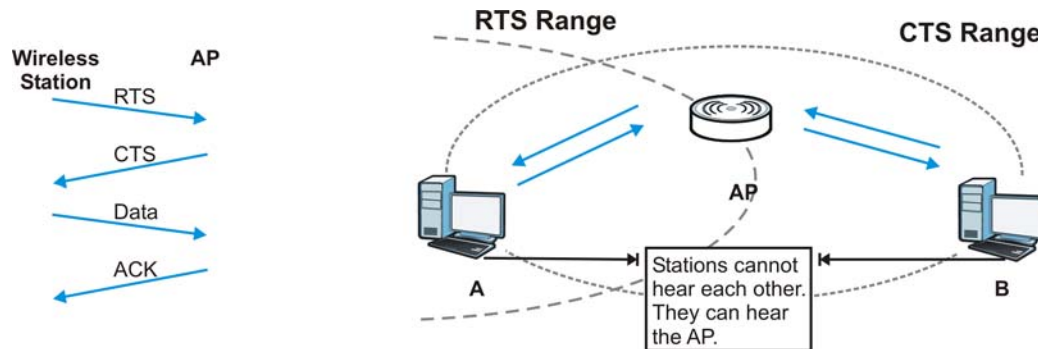 Wireless
Station
AP
RTS
CTS
Data
ACK
RTS Range
CTS Range
AP
A
B
Stations cannot
hear each other.
They can hear
the AP.